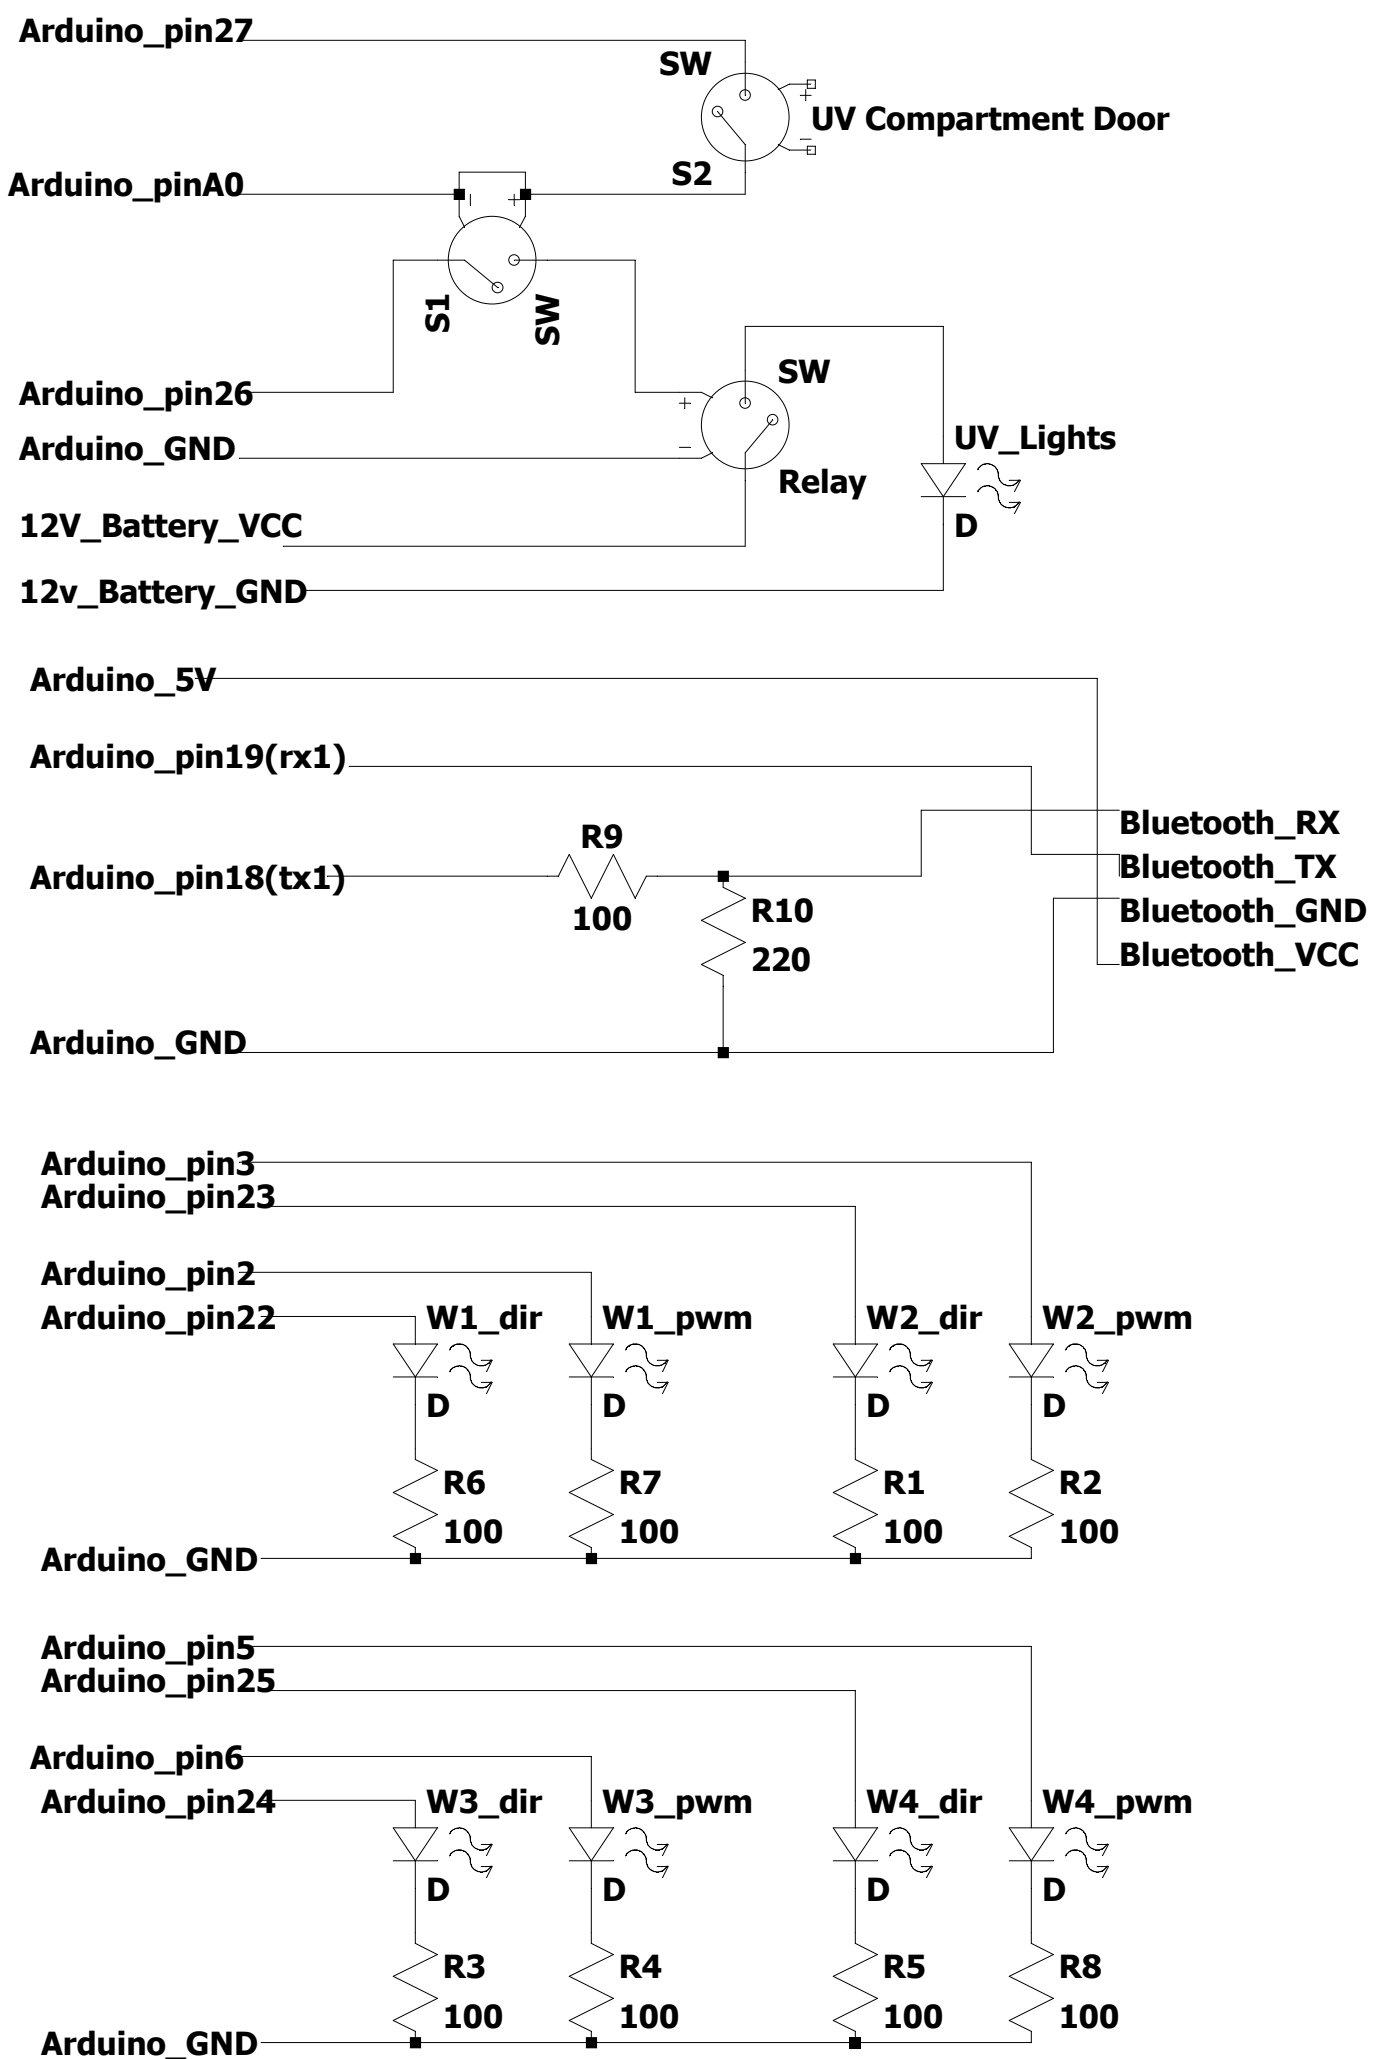 Arduino_pin27
SW
UV Compartment Door
S2
Arduino_pinA0
S1
SW
Arduino_pin26
SW
Arduino_GND
UV_Lights
Relay
12V_Battery_VCC
D
12v_Battery_GND
Arduino_5V
Arduino_pin19(rx1)
Bluetooth_RX
R9
Bluetooth_TX
Arduino_pin18(tx1)
100
R10
Bluetooth_GND
220
Bluetooth_VCC
Arduino_GND
Arduino_pin3
Arduino_pin23
Arduino_pin2
Arduino_pin22
W1_dir
W1_pwm
W2_dir
W2_pwm
D
D
D
D
R6
R7
R1
R2
100
100
100
100
Arduino_GND
Arduino_pin5
Arduino_pin25
Arduino_pin6
Arduino_pin24
W3_dir
W3_pwm
W4_dir
W4_pwm
D
D
D
D
R3
R4
R5
R8
100
100
100
100
Arduino_GND